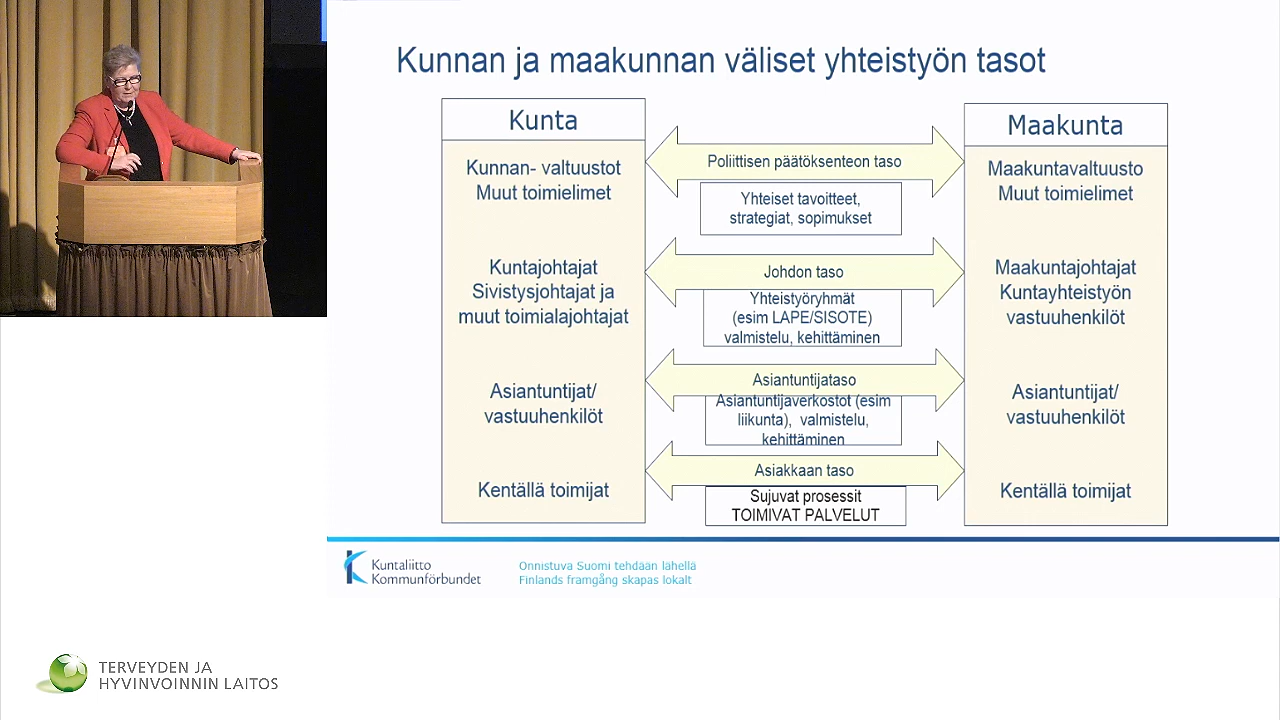 Kunnan ja maakunnan väliset yhteistyön tasot
Kunta
Kunnan- valtuustot
Muut toimielimet
Kuntajohtajat
Sivistysjohtajat ja
muut toimialajohtajat
Asiantuntijat/
vastuuhenkilöt
Kentällä toimijat
Poliittisen päätöksenteon taso
Yhteiset tavoitteet,
strategiat, sopimukset
Johdon taso
Yhteistyöryhmät
(esim LAPE/SISOTE)
valmistelu, kehittäminen
Asiantuntijataso
Asiantuntijaverkostot (esim
liikunta), valmistelu,
kehittäminen
Asiakkaan taso
Sujuvat prosessit
TOIMIVAT PALVELUT
Maakunta
Maakuntavaltuusto
Muut toimielimet
Maakuntajohtajat
Kuntayhteistyön
vastuuhenkilöt
Asiantuntijat/
vastuuhenkilöt
Kentällä toimijat
Kuntaliitto
Kommunförbundet
Onnistuva Suomi tehdään lähellä
Finlands framgång skapas lokalt
TERVEYDEN JA
HYVINVOINNIN LAITOS